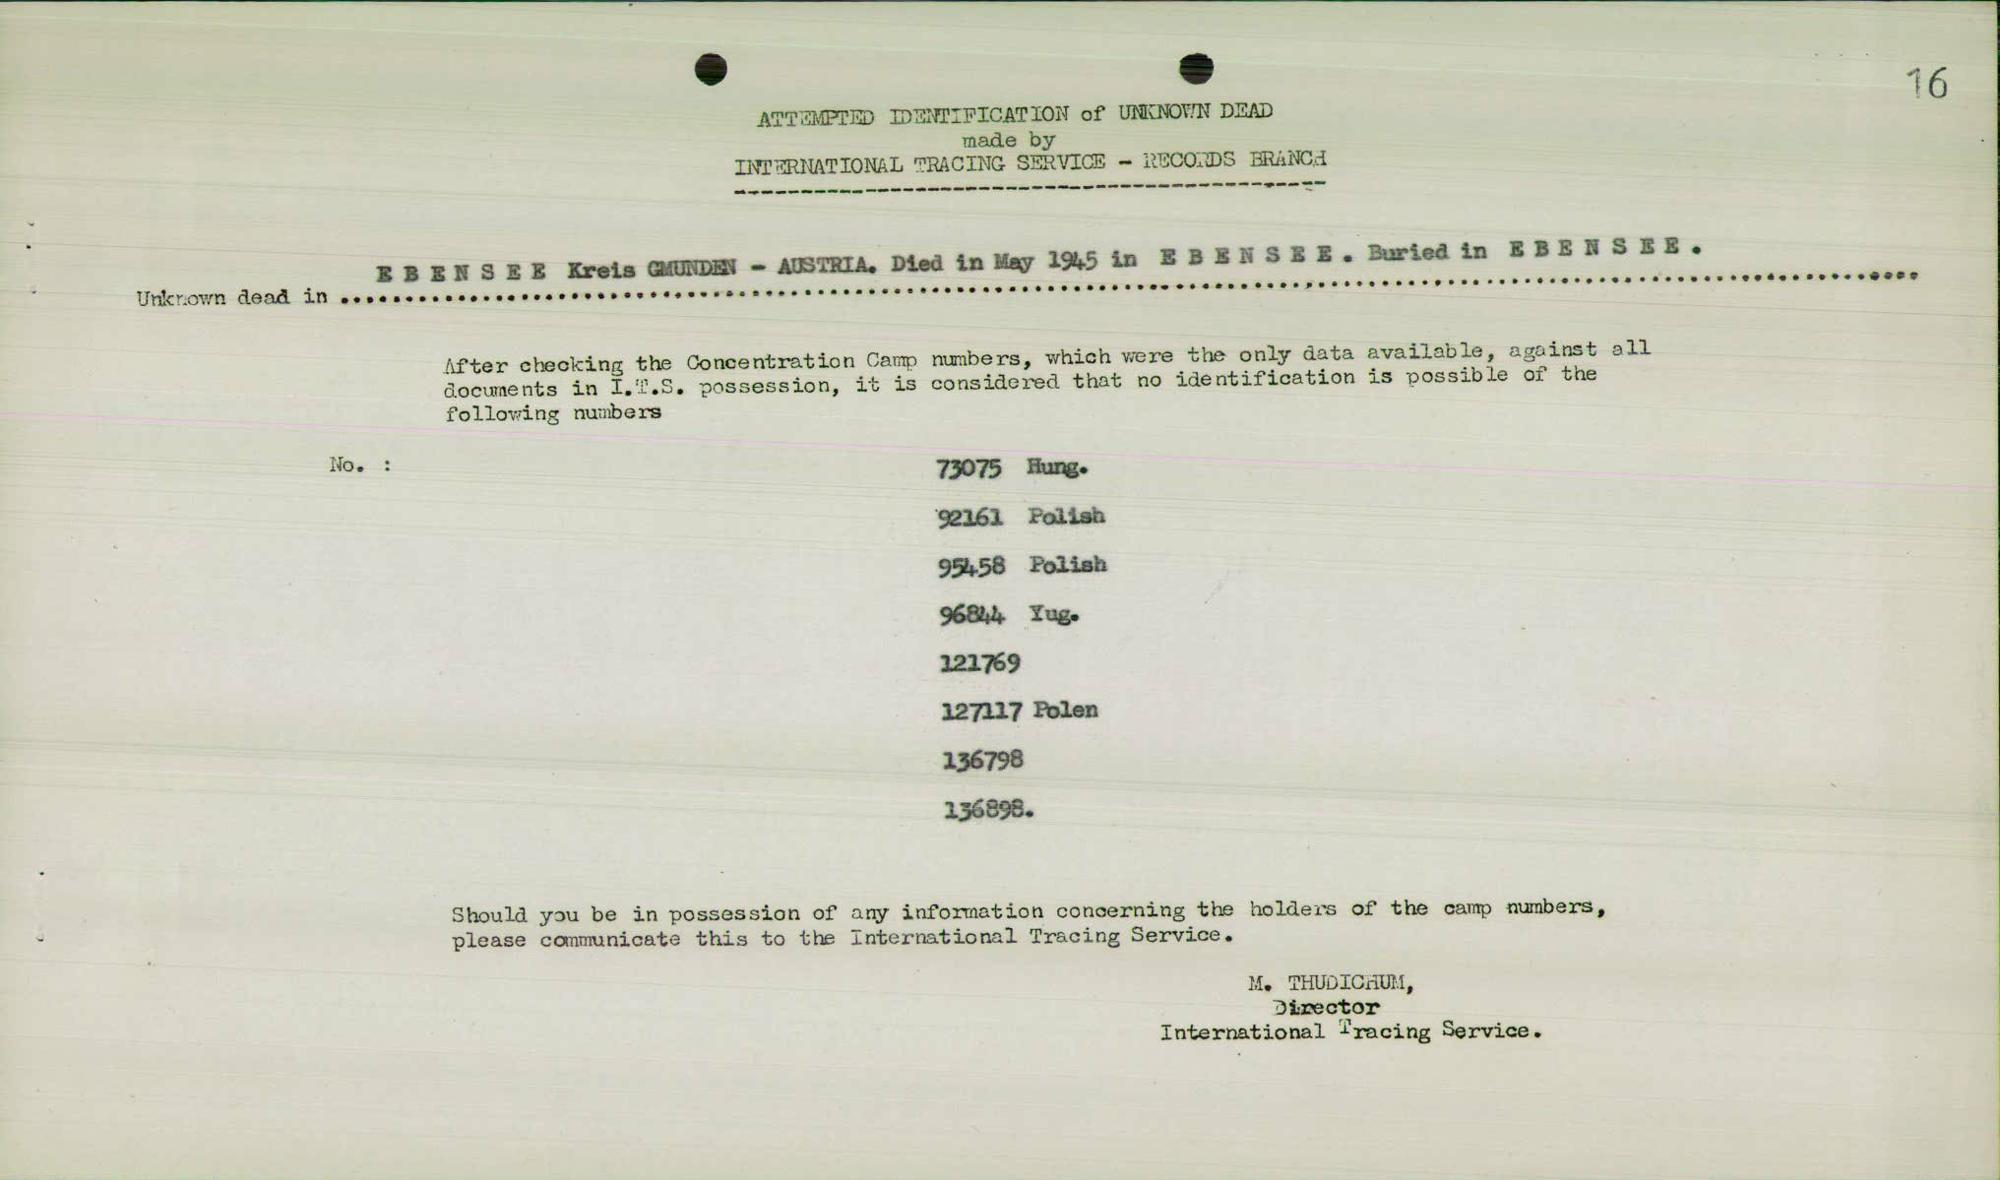 16
ATTEMPTED IDENTIFICATION of UNKNOWN DEAD
made by
INTERNATIONAL TRACING SERVICE - RECORDS BRANCH
E B E N S E E Kreis GMUNDEN - AUSTRIA. Died in May 1945 in E B E N S E E . Buried in E B E N S E E .
Unknown dead in ........................................................................................................................
After checking the Concentration Camp numbers, which were the only data available, against all
documents in I.T.S. possession, it is considered that no identification is possible of the
following numbers
No. : 73075 Hung.
92161 Polish
95458 Polish
96844 Yug.
121769
127117 Polen
136798
136898.
Should you be in possession of any information concerning the holders of the camp numbers,
please communicate this to the International Tracing Service.
M. THUDICHUM,
Director
International Tracing Service.